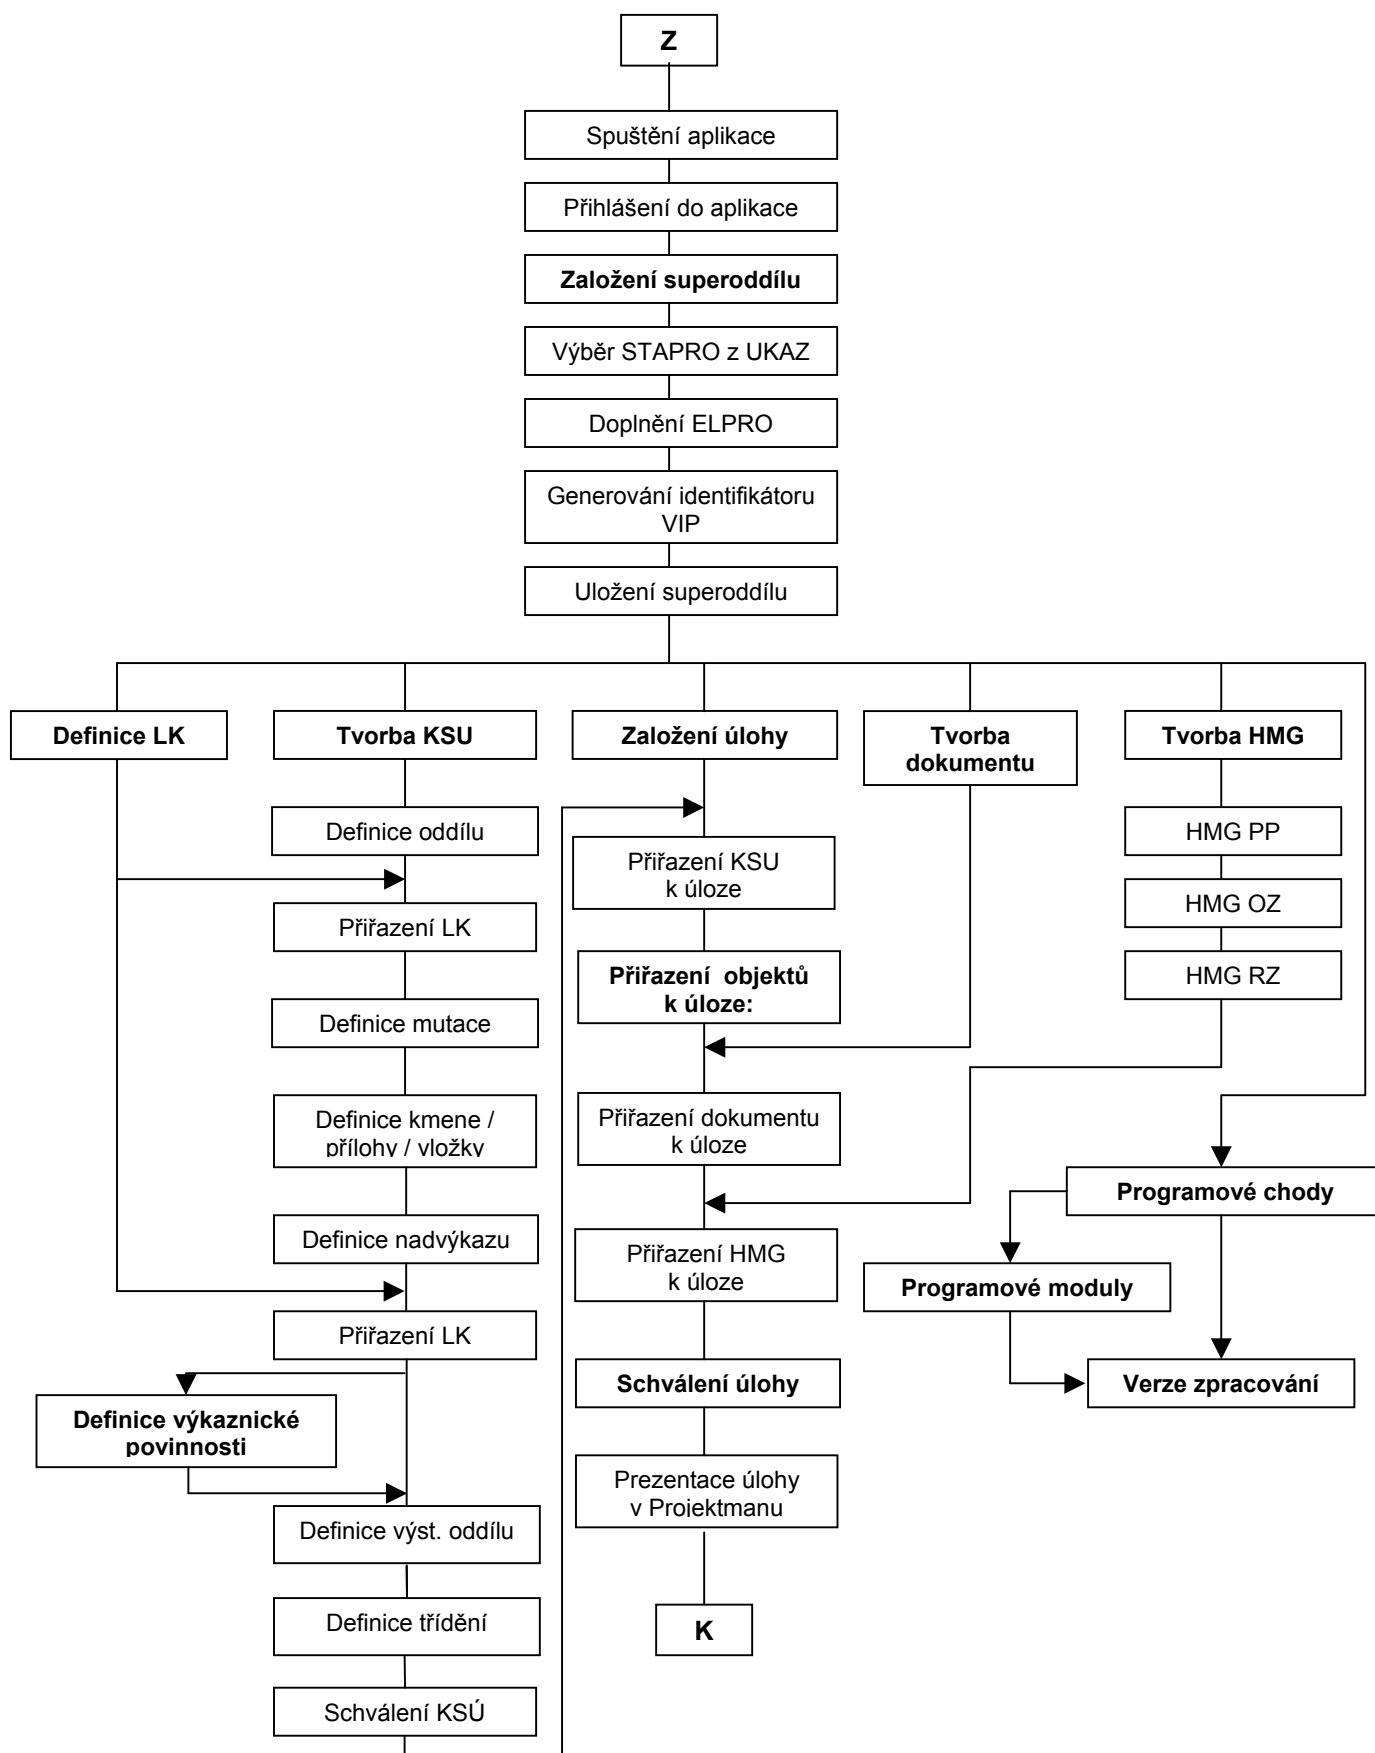 Z
Spuštění aplikace
Přihlášení do aplikace
Založení superoddílu
Výběr STAPRO z UKAZ
Doplnění ELPRO
Generování identifikátoru
VIP
Uložení superoddílu
Definice LK
Tvorba KSU
Založení úlohy
Tvorba
dokumentu
Tvorba HMG
Definice oddílu
Přiřazení LK
Definice mutace
Definice kmene /
přílohy / vložky
Definice nadvýkazu
Přiřazení LK
Definice výkaznické
povinnosti
Definice výst. oddílu
Definice třídění
Schválení KSÚ
Přiřazení KSU
k úloze
Přiřazení objektů
k úloze:
Přiřazení dokumentu
k úloze
Přiřazení HMG
k úloze
Schválení úlohy
Prezentace úlohy
v Projektmanu
K
HMG PP
HMG OZ
HMG RZ
Programové chody
Programové moduly
Verze zpracování